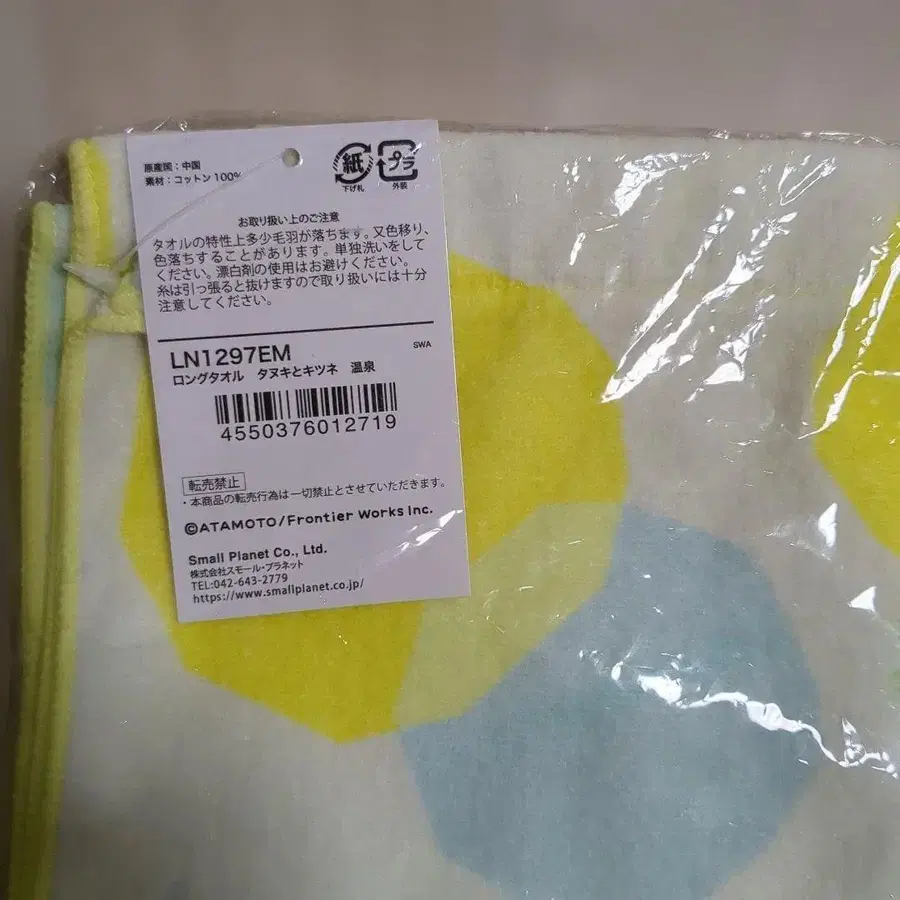 原産国：中国
素材：コットン 100%
紙
下げ札
プラ
外装
お取り扱い上のご注意
タオルの特性上多少毛羽が落ちます。又色移り、
色落ちすることがあります。単独洗いをして
ください。漂白剤の使用はお避けください。
糸は引っ張ると抜けますので取り扱いには十分
注意してください。
LN1297EM
SWA
ロングタオル タヌキとキツネ 温泉
4550376012719
転売禁止
・本商品の転売行為は一切禁止とさせていただきます。
©ATAMOTO/Frontier Works Inc.
Small Planet Co., Ltd.
株式会社スモール・プラネット
TEL:042-643-2779
https://www.smallplanet.co.jp/